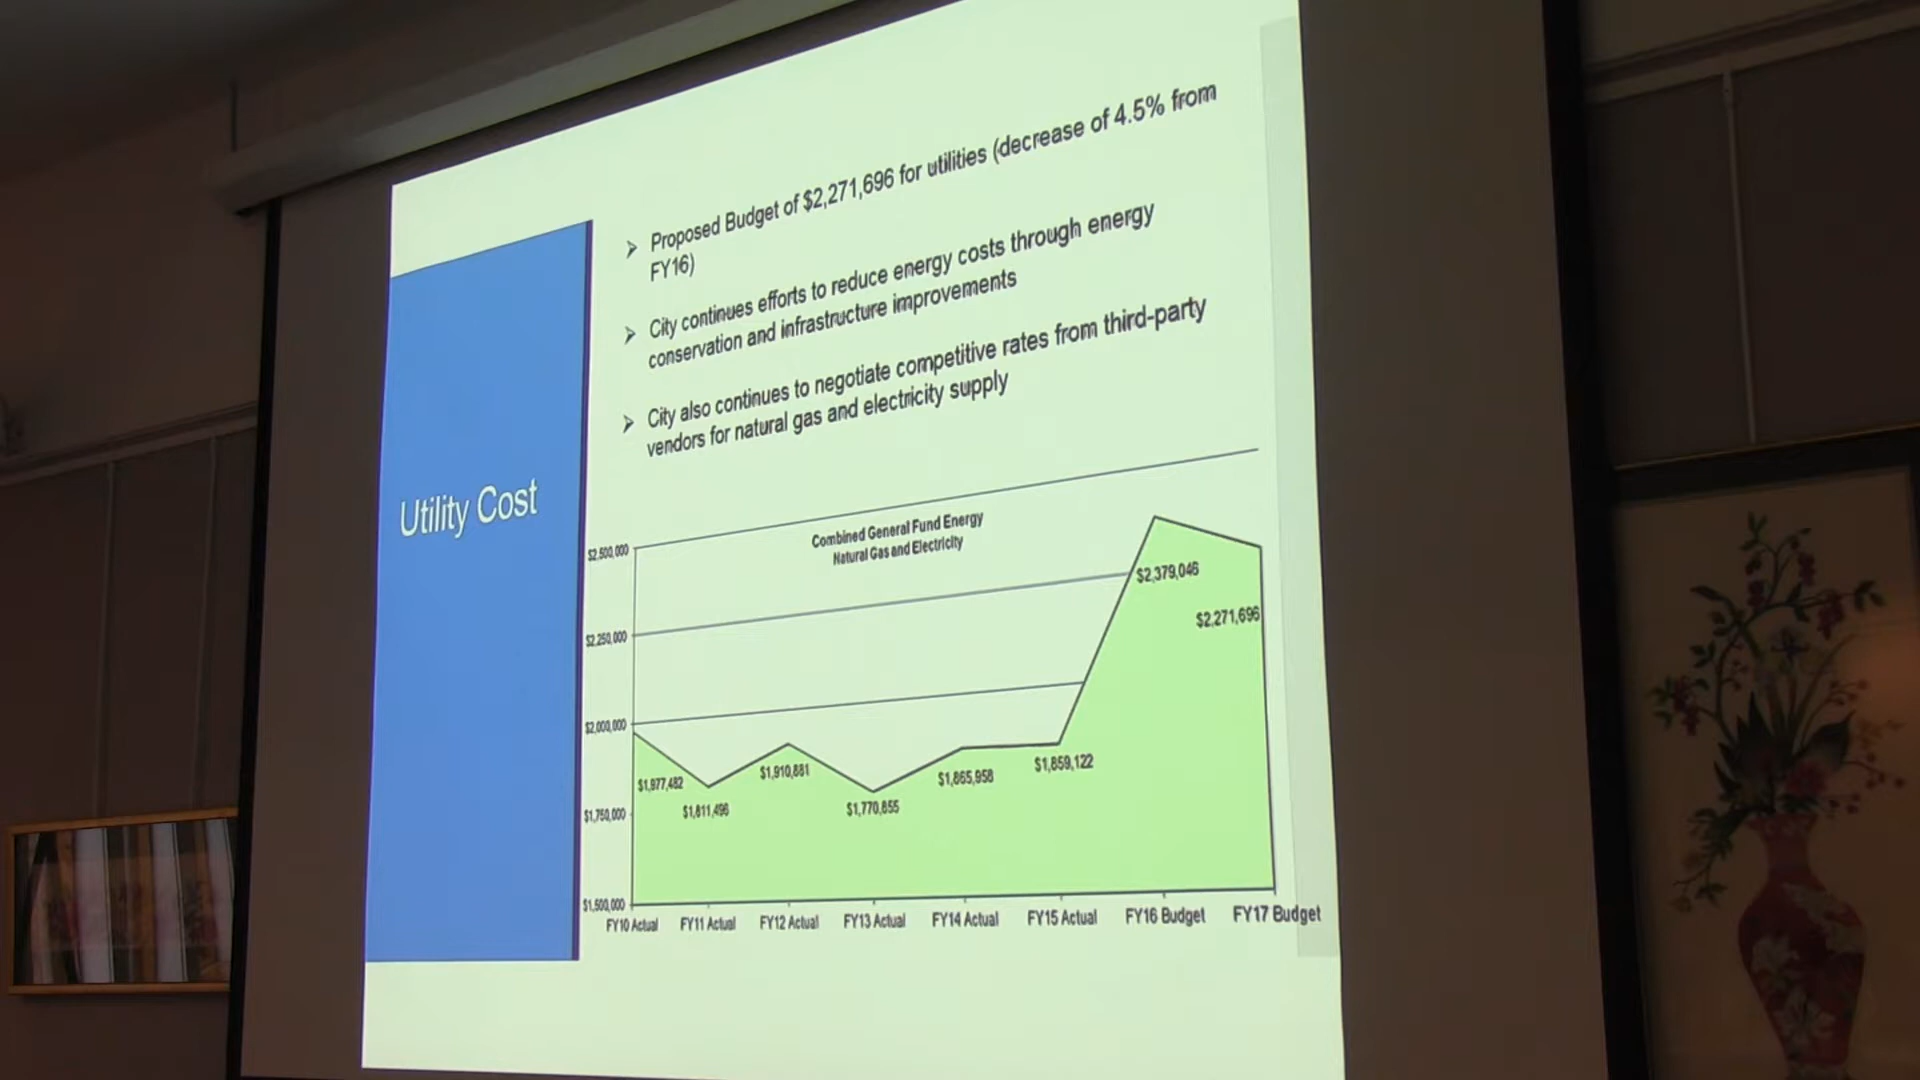 Proposed Budget of $2,271,696 for utilities (decrease of 4.5% from
FY16)
City continues efforts to reduce energy costs through energy
conservation and infrastructure improvements
City also continues to negotiate competitive rates from third-party
vendors for natural gas and electricity supply
Utility Cost
Combined General Fund Energy
Natural Gas and Electricity
$2,500,000
$2,250,000
$2,000,000
$1,750,000
$1,500,000
$1,977,482
$1,811,496
$1,910,881
$1,770,855
$1,865,958
$1,859,122
$2,379,046
$2,271,696
FY10 Actual FY11 Actual FY12 Actual FY13 Actual FY14 Actual FY15 Actual FY16 Budget FY17 Budget